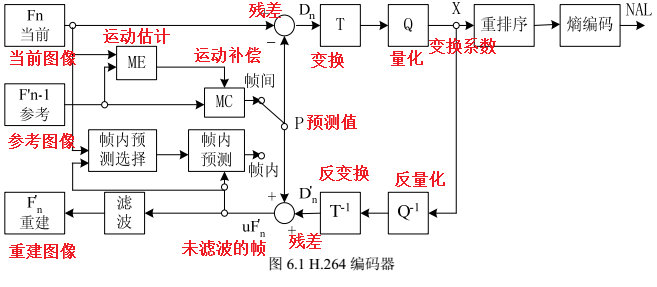 Fn
当前
当前图像
残差
Dn
T
变换
Q
量化
X
变换系数
重排序
熵编码
NAL
运动估计
ME
运动补偿
F'n-1
参考
参考图像
MC
帧间
P
预测值
帧内预
测选择
帧内
预测
帧内
F'n
重建
重建图像
滤
波
uF'n
未滤波的帧
+
+
残差
D'n
反变换
T-1
反量化
Q-1
图 6.1 H.264 编码器